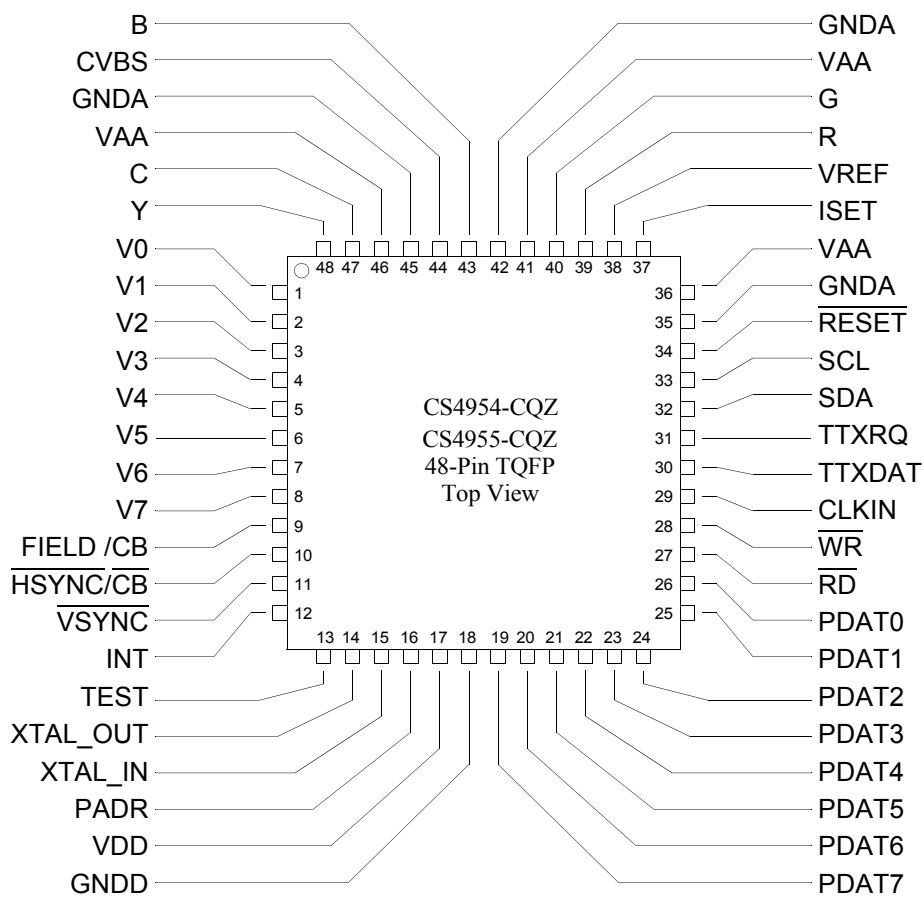 B
CVBS
GNDA
VAA
C
Y
V0
V1
V2
V3
V4
V5
V6
V7
FIELD /CB
HSYNC/CB
VSYNC
INT
TEST
XTAL_OUT
XTAL_IN
PADR
VDD
GNDD
48 47 46 45 44 43 42 41 40 39 38 37
1
2
3
4
5
6
7
8
9
10
11
12
CS4954-CQZ
CS4955-CQZ
48-Pin TQFP
Top View
36
35
34
33
32
31
30
29
28
27
26
25
13 14 15 16 17 18 19 20 21 22 23 24
GNDA
VAA
G
R
VREF
ISET
VAA
GNDA
RESET
SCL
SDA
TTXRQ
TTXDAT
CLKIN
WR
RD
PDAT0
PDAT1
PDAT2
PDAT3
PDAT4
PDAT5
PDAT6
PDAT7